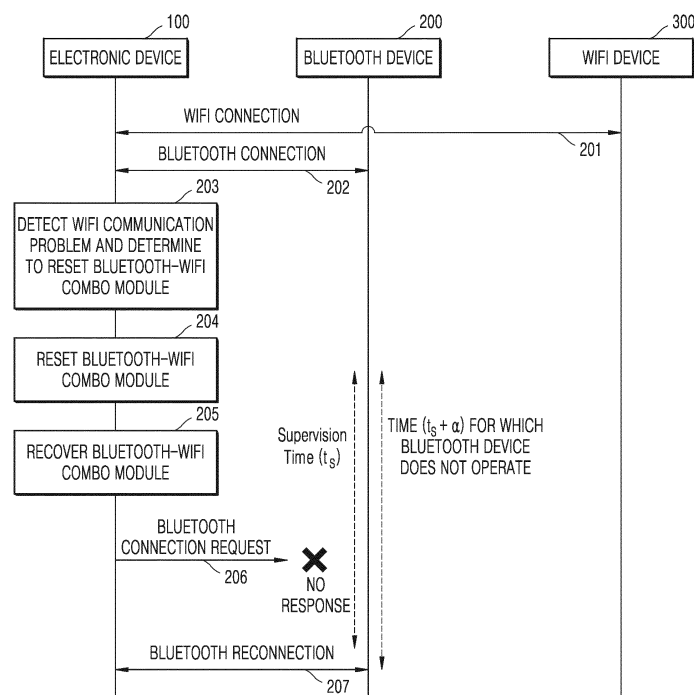 100
200
300
ELECTRONIC DEVICE
BLUETOOTH DEVICE
WIFI DEVICE
WIFI CONNECTION
201
BLUETOOTH CONNECTION
202
203
DETECT WIFI COMMUNICATION
PROBLEM AND DETERMINE
TO RESET BLUETOOTH-WIFI
COMBO MODULE
204
RESET BLUETOOTH-WIFI
COMBO MODULE
205
RECOVER BLUETOOTH-WIFI
COMBO MODULE
Supervision
Time (ts)
TIME (ts + α) FOR WHICH
BLUETOOTH DEVICE
DOES NOT OPERATE
BLUETOOTH
CONNECTION REQUEST
206
NO
RESPONSE
BLUETOOTH RECONNECTION
207